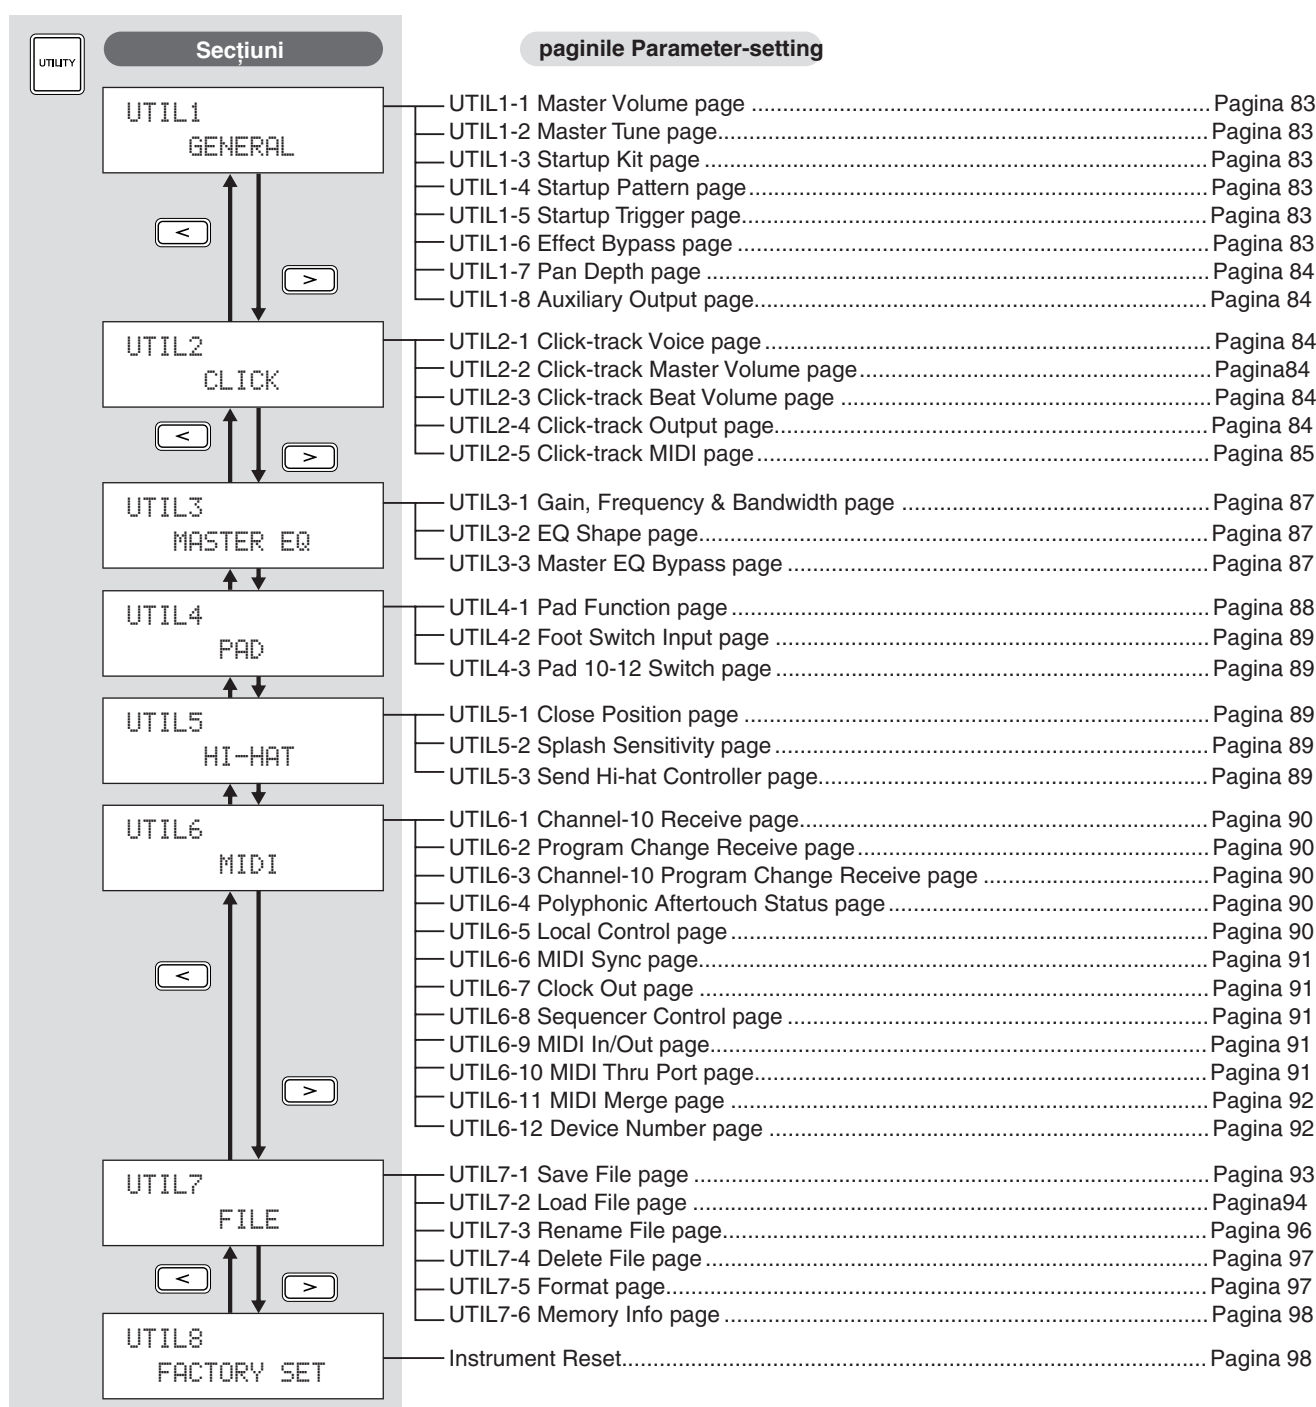 UTILITY
Secțiuni
paginile Parameter-setting
UTIL1
GENERAL
UTIL1-1 Master Volume page ........ Pagina 83
UTIL1-2 Master Tune page........ Pagina 83
UTIL1-3 Startup Kit page ........ Pagina 83
UTIL1-4 Startup Pattern page........ Pagina 83
UTIL1-5 Startup Trigger page........ Pagina 83
UTIL1-6 Effect Bypass page ........ Pagina 83
UTIL1-7 Pan Depth page ........ Pagina 84
UTIL1-8 Auxiliary Output page........ Pagina 84
<
>
UTIL2
CLICK
UTIL2-1 Click-track Voice page ........ Pagina 84
UTIL2-2 Click-track Master Volume page........ Pagina84
UTIL2-3 Click-track Beat Volume page ........ Pagina 84
UTIL2-4 Click-track Output page........ Pagina 84
UTIL2-5 Click-track MIDI page........ Pagina 85
<
>
UTIL3
MASTER EQ
UTIL3-1 Gain, Frequency & Bandwidth page ........ Pagina 87
UTIL3-2 EQ Shape page........ Pagina 87
UTIL3-3 Master EQ Bypass page ........ Pagina 87
UTIL4
PAD
UTIL4-1 Pad Function page ........ Pagina 88
UTIL4-2 Foot Switch Input page ........ Pagina 89
UTIL4-3 Pad 10-12 Switch page ........ Pagina 89
UTIL5
HI-HAT
UTIL5-1 Close Position page ........ Pagina 89
UTIL5-2 Splash Sensitivity page ........ Pagina 89
UTIL5-3 Send Hi-hat Controller page........ Pagina 89
UTIL6
MIDI
UTIL6-1 Channel-10 Receive page........ Pagina 90
UTIL6-2 Program Change Receive page........ Pagina 90
UTIL6-3 Channel-10 Program Change Receive page ........ Pagina 90
UTIL6-4 Polyphonic Aftertouch Status page........ Pagina 90
UTIL6-5 Local Control page ........ Pagina 90
UTIL6-6 MIDI Sync page........ Pagina 91
UTIL6-7 Clock Out page ........ Pagina 91
UTIL6-8 Sequencer Control page ........ Pagina 91
UTIL6-9 MIDI In/Out page........ Pagina 91
UTIL6-10 MIDI Thru Port page........ Pagina 91
UTIL6-11 MIDI Merge page ........ Pagina 92
UTIL6-12 Device Number page ........ Pagina 92
<
>
UTIL7
FILE
UTIL7-1 Save File page ........ Pagina 93
UTIL7-2 Load File page ........ Pagina94
UTIL7-3 Rename File page........ Pagina 96
UTIL7-4 Delete File page ........ Pagina 97
UTIL7-5 Format page........ Pagina 97
UTIL7-6 Memory Info page ........ Pagina 98
<
>
UTIL8
FACTORY SET
Instrument Reset........ Pagina 98